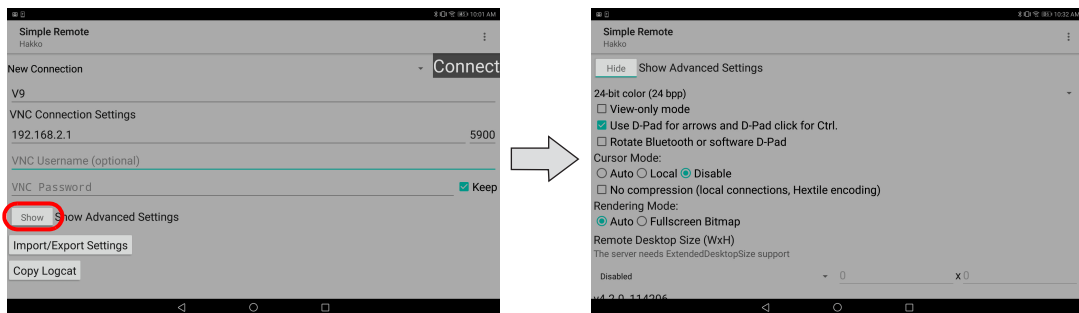 10:01 AM
Simple Remote
Hakko
New Connection
Connect
V9
VNC Connection Settings
192.168.2.1
5900
VNC Username (optional)
VNC Password
Keep
Show
Show Advanced Settings
Import/Export Settings
Copy Logcat
10:32 AM
Simple Remote
Hakko
Hide
Show Advanced Settings
24-bit color (24 bpp)
View-only mode
Use D-Pad for arrows and D-Pad click for Ctrl.
Rotate Bluetooth or software D-Pad
Cursor Mode:
Auto Local Disable
No compression (local connections, Hextile encoding)
Rendering Mode:
Auto Fullscreen Bitmap
Remote Desktop Size (WxH)
The server needs ExtendedDesktopSize support
Disabled
0
x 0
v4.2.0_114206